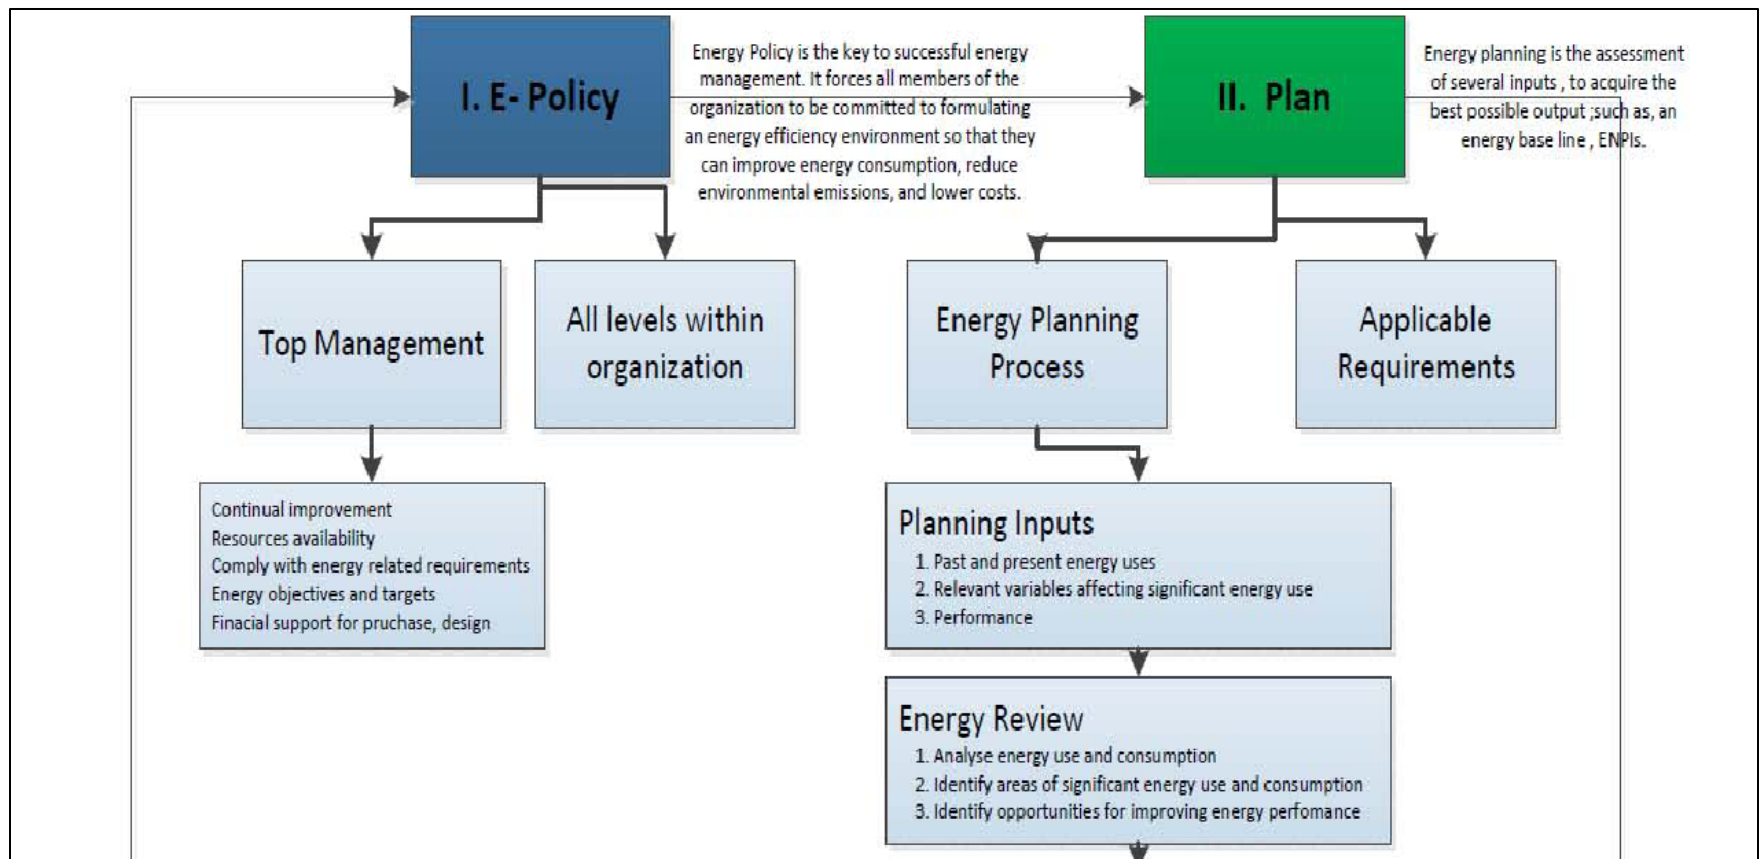 I. E- Policy
Energy Policy is the key to successful energy
management. It forces all members of the
organization to be committed to formulating
an energy efficiency environment so that they
can improve energy consumption, reduce
environmental emissions, and lower costs.
II. Plan
Energy planning is the assessment
of several inputs , to acquire the
best possible output ;such as, an
energy base line , ENPIs.
Top Management
All levels within
organization
Energy Planning
Process
Applicable
Requirements
Continual improvement
Resources availability
Comply with energy related requirements
Energy objectives and targets
Finacial support for pruchase, design
Planning Inputs
1. Past and present energy uses
2. Relevant variables affecting significant energy use
3. Performance
Energy Review
1. Analyse energy use and consumption
2. Identify areas of significant energy use and consumption
3. Identify opportunities for improving energy perfomance